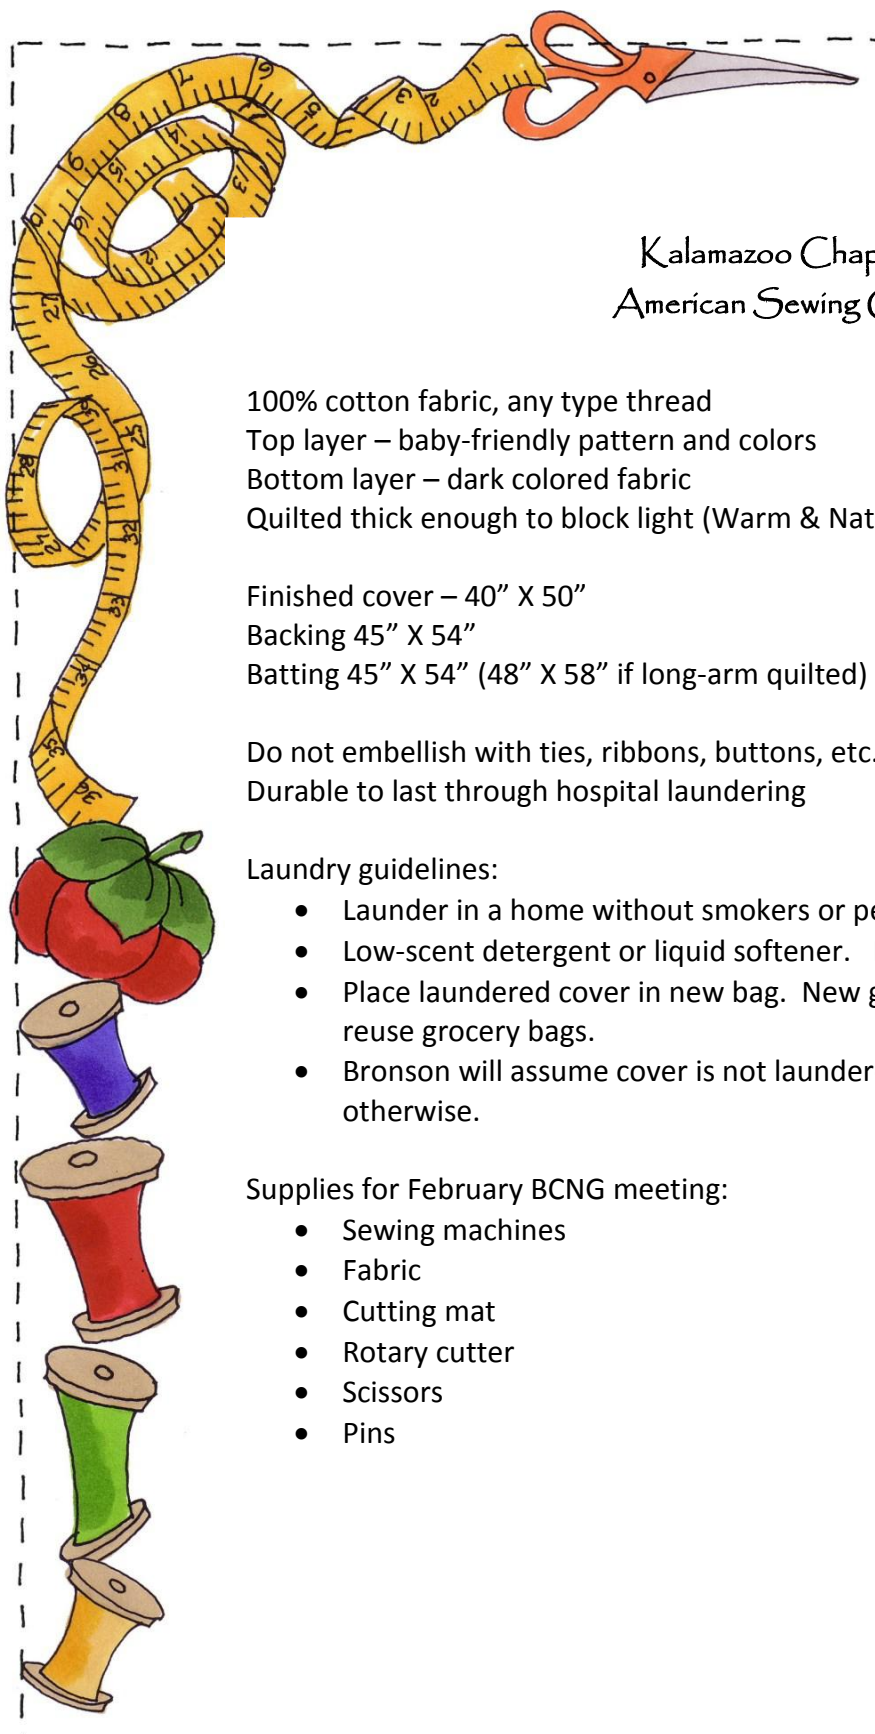 Kalamazoo Chap
American Sewing
100% cotton fabric, any type thread
Top layer – baby-friendly pattern and colors
Bottom layer – dark colored fabric
Quilted thick enough to block light (Warm & Nat
Finished cover – 40” X 50”
Backing 45” X 54”
Batting 45” X 54” (48” X 58” if long-arm quilted)
Do not embellish with ties, ribbons, buttons, etc.
Durable to last through hospital laundering
Laundry guidelines:
• Launder in a home without smokers or pe
• Low-scent detergent or liquid softener.
• Place laundered cover in new bag. New g
reuse grocery bags.
• Bronson will assume cover is not launder
otherwise.
Supplies for February BCNG meeting:
• Sewing machines
• Fabric
• Cutting mat
• Rotary cutter
• Scissors
• Pins